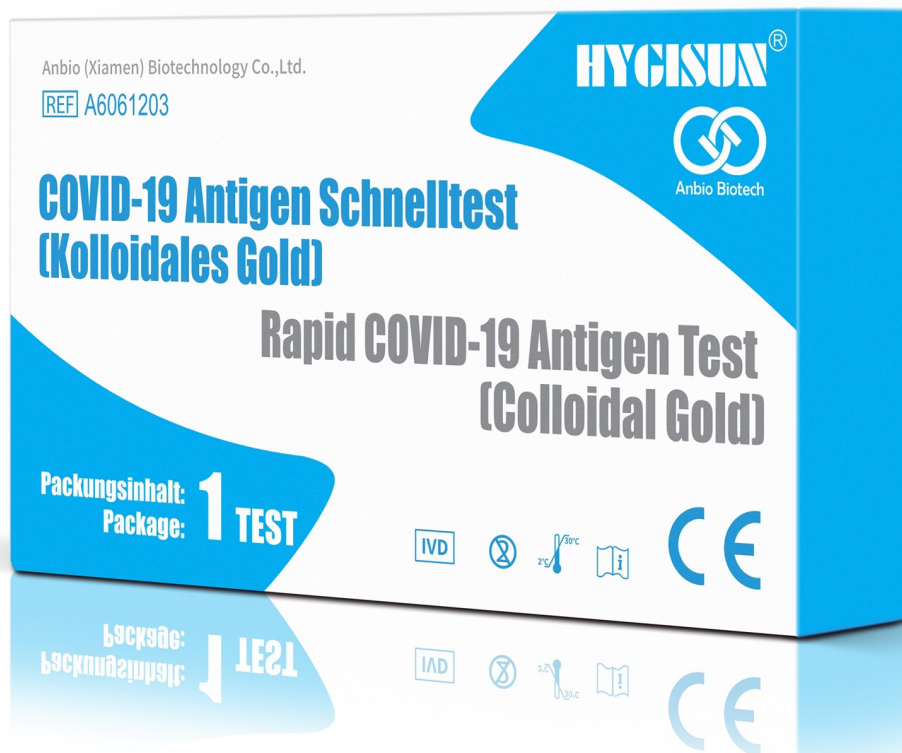 Anbio (Xiamen) Biotechnology Co.,Ltd.
REF A6061203
HYGISUN®
Anbio Biotech
COVID-19 Antigen Schnelltest
(Kolloidales Gold)
Rapid COVID-19 Antigen Test
(Colloidal Gold)
Packungsinhalt:
Package:
1 TEST
IVD
2
2°C
30°C
i
CE